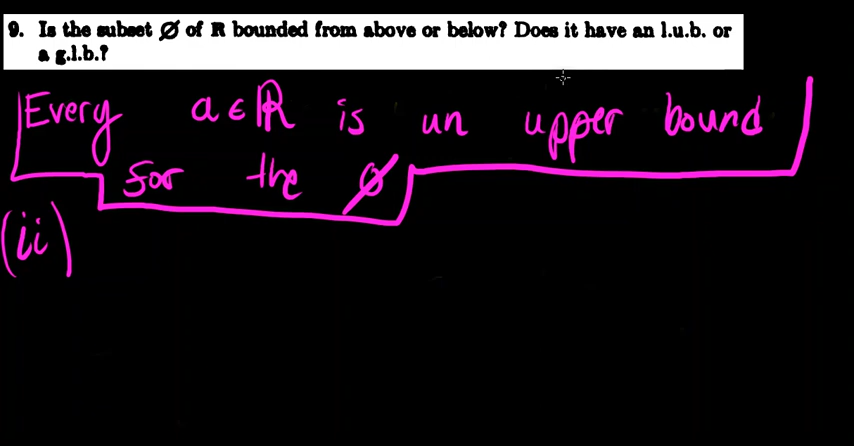 9. Is the subset ∅ of R bounded from above or below? Does it have an l.u.b. or
a g.l.b.?
Every a ∈ ℝ is un upper bound
for the ∅
(ii)